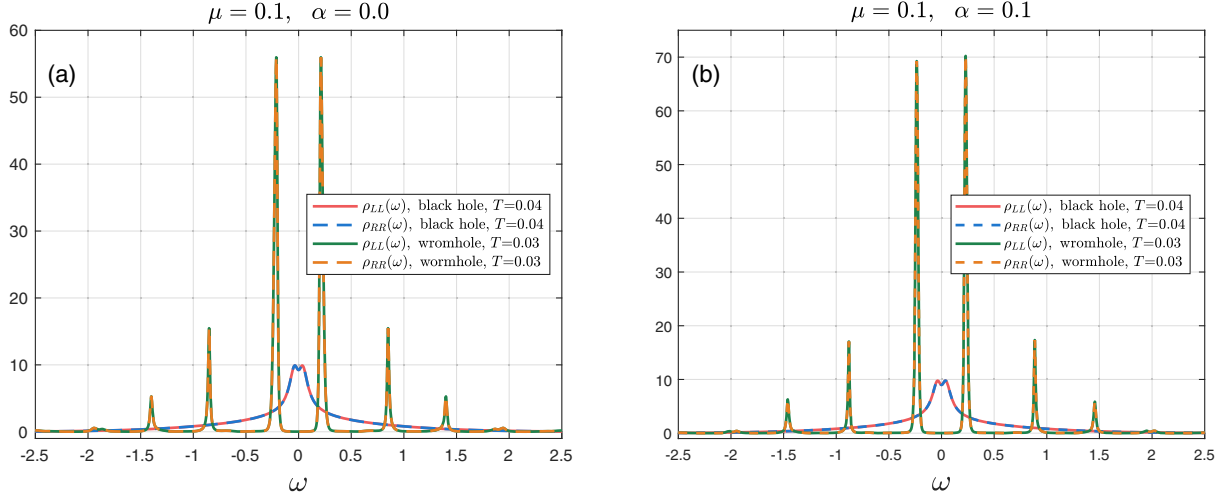 μ = 0.1, α = 0.0
(a)
60
50
40
30
20
10
0
ρ_LL(ω), black hole, T=0.04
ρ_RR(ω), black hole, T=0.04
ρ_LL(ω), wromhole, T=0.03
ρ_RR(ω), wormhole, T=0.03
-2.5 -2 -1.5 -1 -0.5 0 0.5 1 1.5 2 2.5
ω
μ = 0.1, α = 0.1
(b)
70
60
50
40
30
20
10
0
ρ_LL(ω), black hole, T=0.04
ρ_RR(ω), black hole, T=0.04
ρ_LL(ω), wromhole, T=0.03
ρ_RR(ω), wormhole, T=0.03
-2.5 -2 -1.5 -1 -0.5 0 0.5 1 1.5 2 2.5
ω